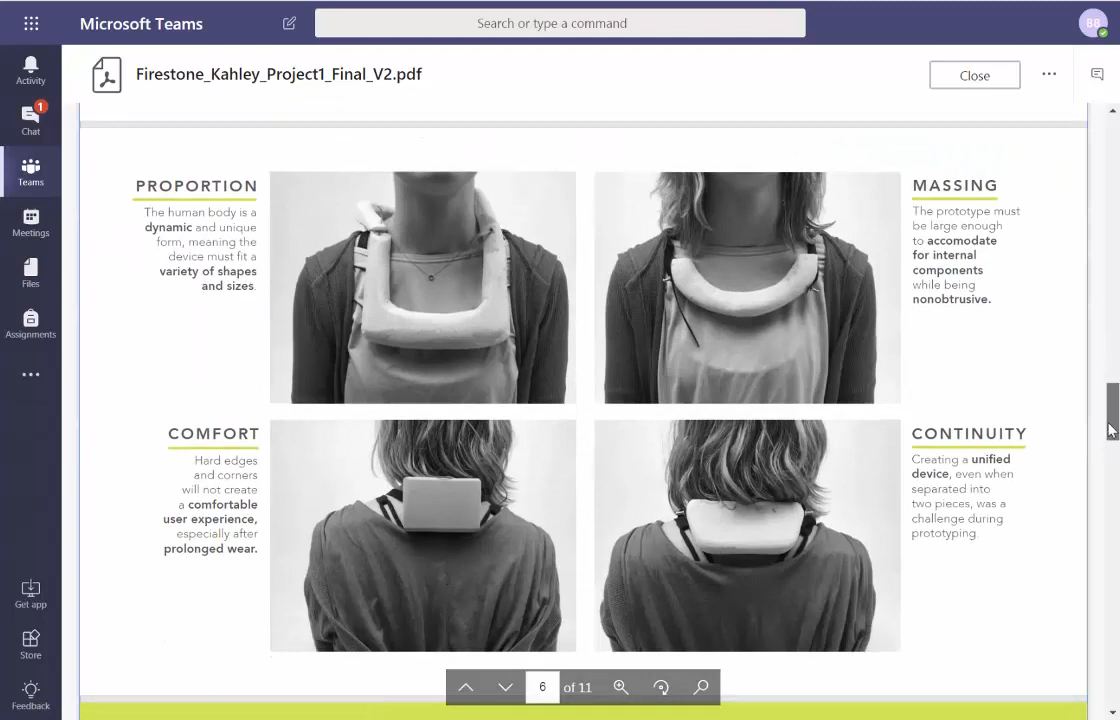 Microsoft Teams
Search or type a command
BB
Activity
Firestone_Kahley_Project1_Final_V2.pdf
Close
1
Chat
Teams
Meetings
Files
Assignments
Get app
Store
Feedback
PROPORTION
The human body is a
dynamic and unique
form, meaning the
device must fit a
variety of shapes
and sizes.
MASSING
The prototype must
be large enough
to accomodate
for internal
components
while being
nonobtrusive.
COMFORT
Hard edges
and corners
will not create
a comfortable
user experience,
especially after
prolonged wear.
CONTINUITY
Creating a unified
device, even when
separated into
two pieces, was a
challenge during
prototyping.
6 of 11